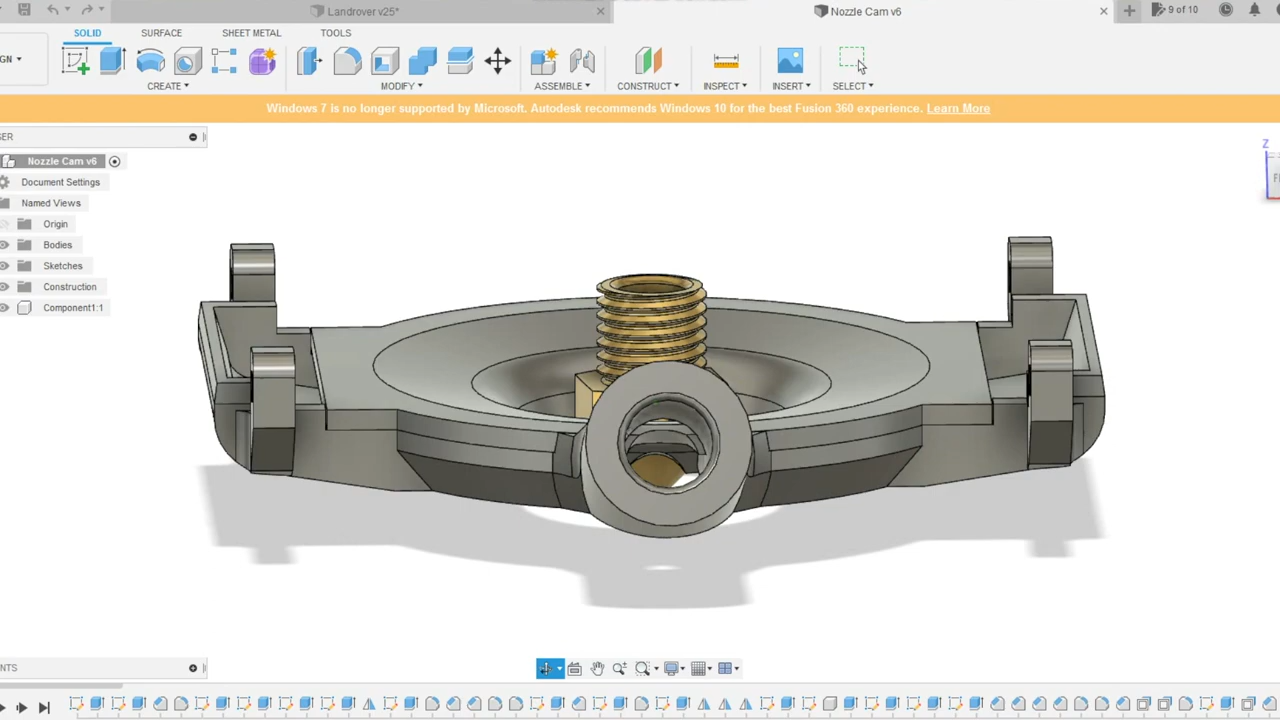 Landrover v25*
Nozzle Cam v6
9 of 10
SOLID SURFACE SHEET METAL TOOLS
GN
CREATE MODIFY ASSEMBLE CONSTRUCT INSPECT INSERT SELECT
Windows 7 is no longer supported by Microsoft. Autodesk recommends Windows 10 for the best Fusion 360 experience. Learn More
SER
Z
Nozzle Cam v6
F
Document Settings
Named Views
Origin
Bodies
Sketches
Construction
Component1:1
NTS